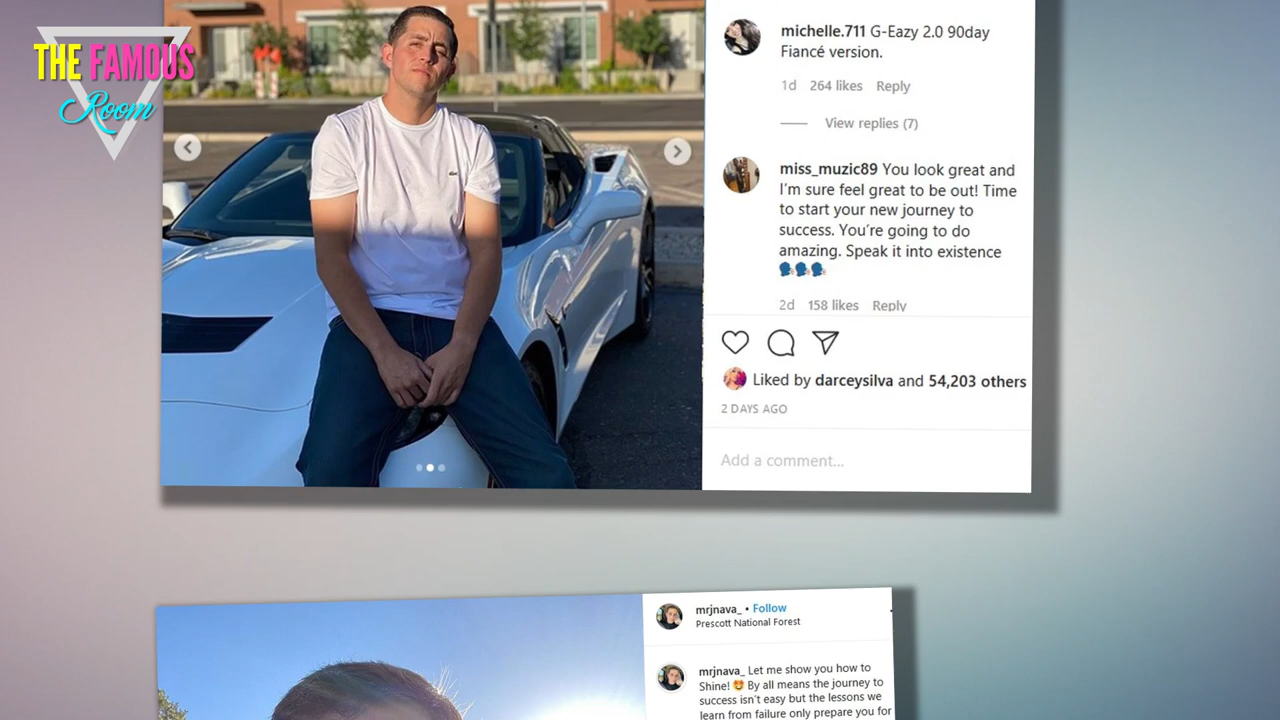 THE FAMOUS
Room
michelle.711 G-Eazy 2.0 90day
Fiancé version.
1d 264 likes Reply
View replies (7)
miss_muzic89 You look great and
I'm sure feel great to be out! Time
to start your new journey to
success. You're going to do
amazing. Speak it into existence
🗣🗣🗣
2d 158 likes Reply
Liked by darceysilva and 54,203 others
2 DAYS AGO
Add a comment...
mrjnava_ • Follow
Prescott National Forest
mrjnava_ Let me show you how to
Shine! 😍 By all means the journey to
success isn't easy but the lessons we
learn from failure only prepare you for